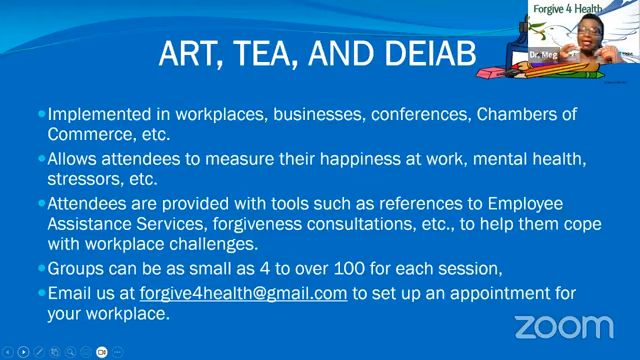 Forgive 4 Health
Dr. Meg
ART, TEA, AND DEIAB
•Implemented in workplaces, businesses, conferences, Chambers of
Commerce, etc.
•Allows attendees to measure their happiness at work, mental health,
stressors, etc.
•Attendees are provided with tools such as references to Employee
Assistance Services, forgiveness consultations, etc., to help them cope
with workplace challenges.
•Groups can be as small as 4 to over 100 for each session,
•Email us at forgive4health@gmail.com to set up an appointment for
your workplace.
zoom